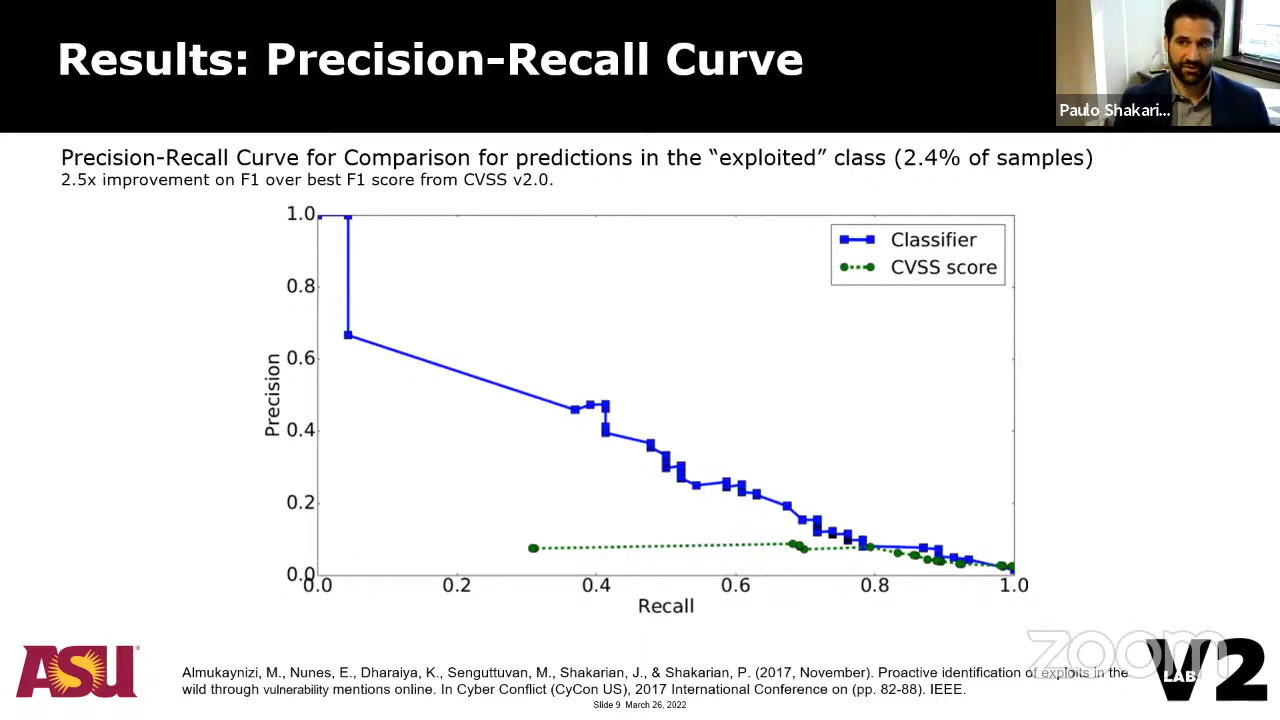 Results: Precision-Recall Curve
Paulo Shakari...
Precision-Recall Curve for Comparison for predictions in the “exploited” class (2.4% of samples)
2.5x improvement on F1 over best F1 score from CVSS v2.0.
1.0
0.8
0.6
0.4
0.2
0.0
Precision
Classifier
CVSS score
0.0 0.2 0.4 0.6 0.8 1.0
Recall
ASU
Almukaynizi, M., Nunes, E., Dharaiya, K., Senguttuvan, M., Shakarian, J., & Shakarian, P. (2017, November). Proactive identification of exploits in the
wild through vulnerability mentions online. In Cyber Conflict (CyCon US), 2017 International Conference on (pp. 82-88). IEEE.
Slide 9 March 26, 2022
zoom
LAB V2